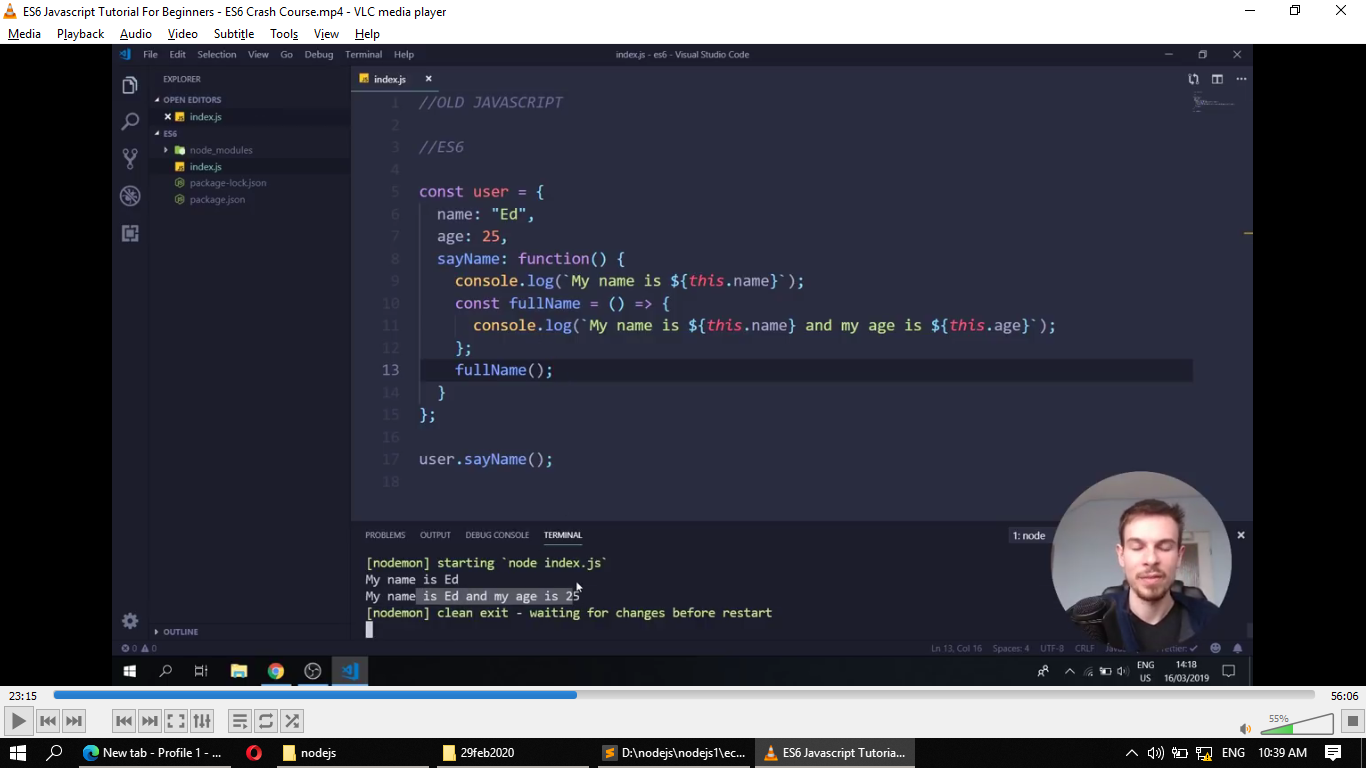 ES6 Javascript Tutorial For Beginners - ES6 Crash Course.mp4 - VLC media player
Media Playback Audio Video Subtitle Tools View Help
File Edit Selection View Go Debug Terminal Help
index.js - es6 - Visual Studio Code
EXPLORER
OPEN EDITORS
index.js
ES6
node_modules
index.js
package-lock.json
package.json
OUTLINE
index.js
1 //OLD JAVASCRIPT
2
3 //ES6
4
5 const user = {
6 name: "Ed",
7 age: 25,
8 sayName: function() {
9 console.log(`My name is ${this.name}`);
10 const fullName = () => {
11 console.log(`My name is ${this.name} and my age is ${this.age}`);
12 };
13 fullName();
14 }
15 };
16
17 user.sayName();
18
PROBLEMS OUTPUT DEBUG CONSOLE TERMINAL
1: node
[nodemon] starting `node index.js`
My name is Ed
My name is Ed and my age is 25
[nodemon] clean exit - waiting for changes before restart
0 0
Ln 13, Col 16 Spaces: 4 UTF-8 CRLF
ENG
US
14:18
16/03/2019
23:15
56:06
55%
New tab - Profile 1 - ...
nodejs
29feb2020
D:\nodejs\nodejs1\ec...
ES6 Javascript Tutoria...
ENG
10:39 AM